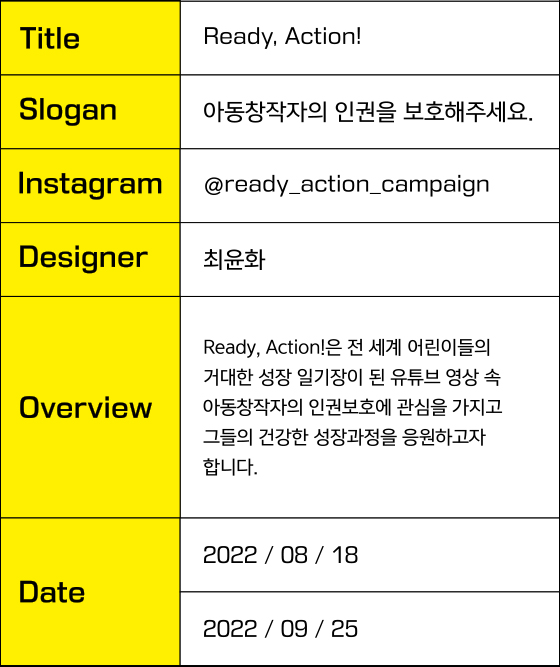 Title
Ready, Action!
Slogan
아동창작자의 인권을 보호해주세요.
Instagram
@ready_action_campaign
Designer
최윤화
Overview
Ready, Action!은 전 세계 어린이들의
거대한 성장 일기장이 된 유튜브 영상 속
아동창작자의 인권보호에 관심을 가지고
그들의 건강한 성장과정을 응원하고자
합니다.
Date
2022 / 08 / 18
2022 / 09 / 25